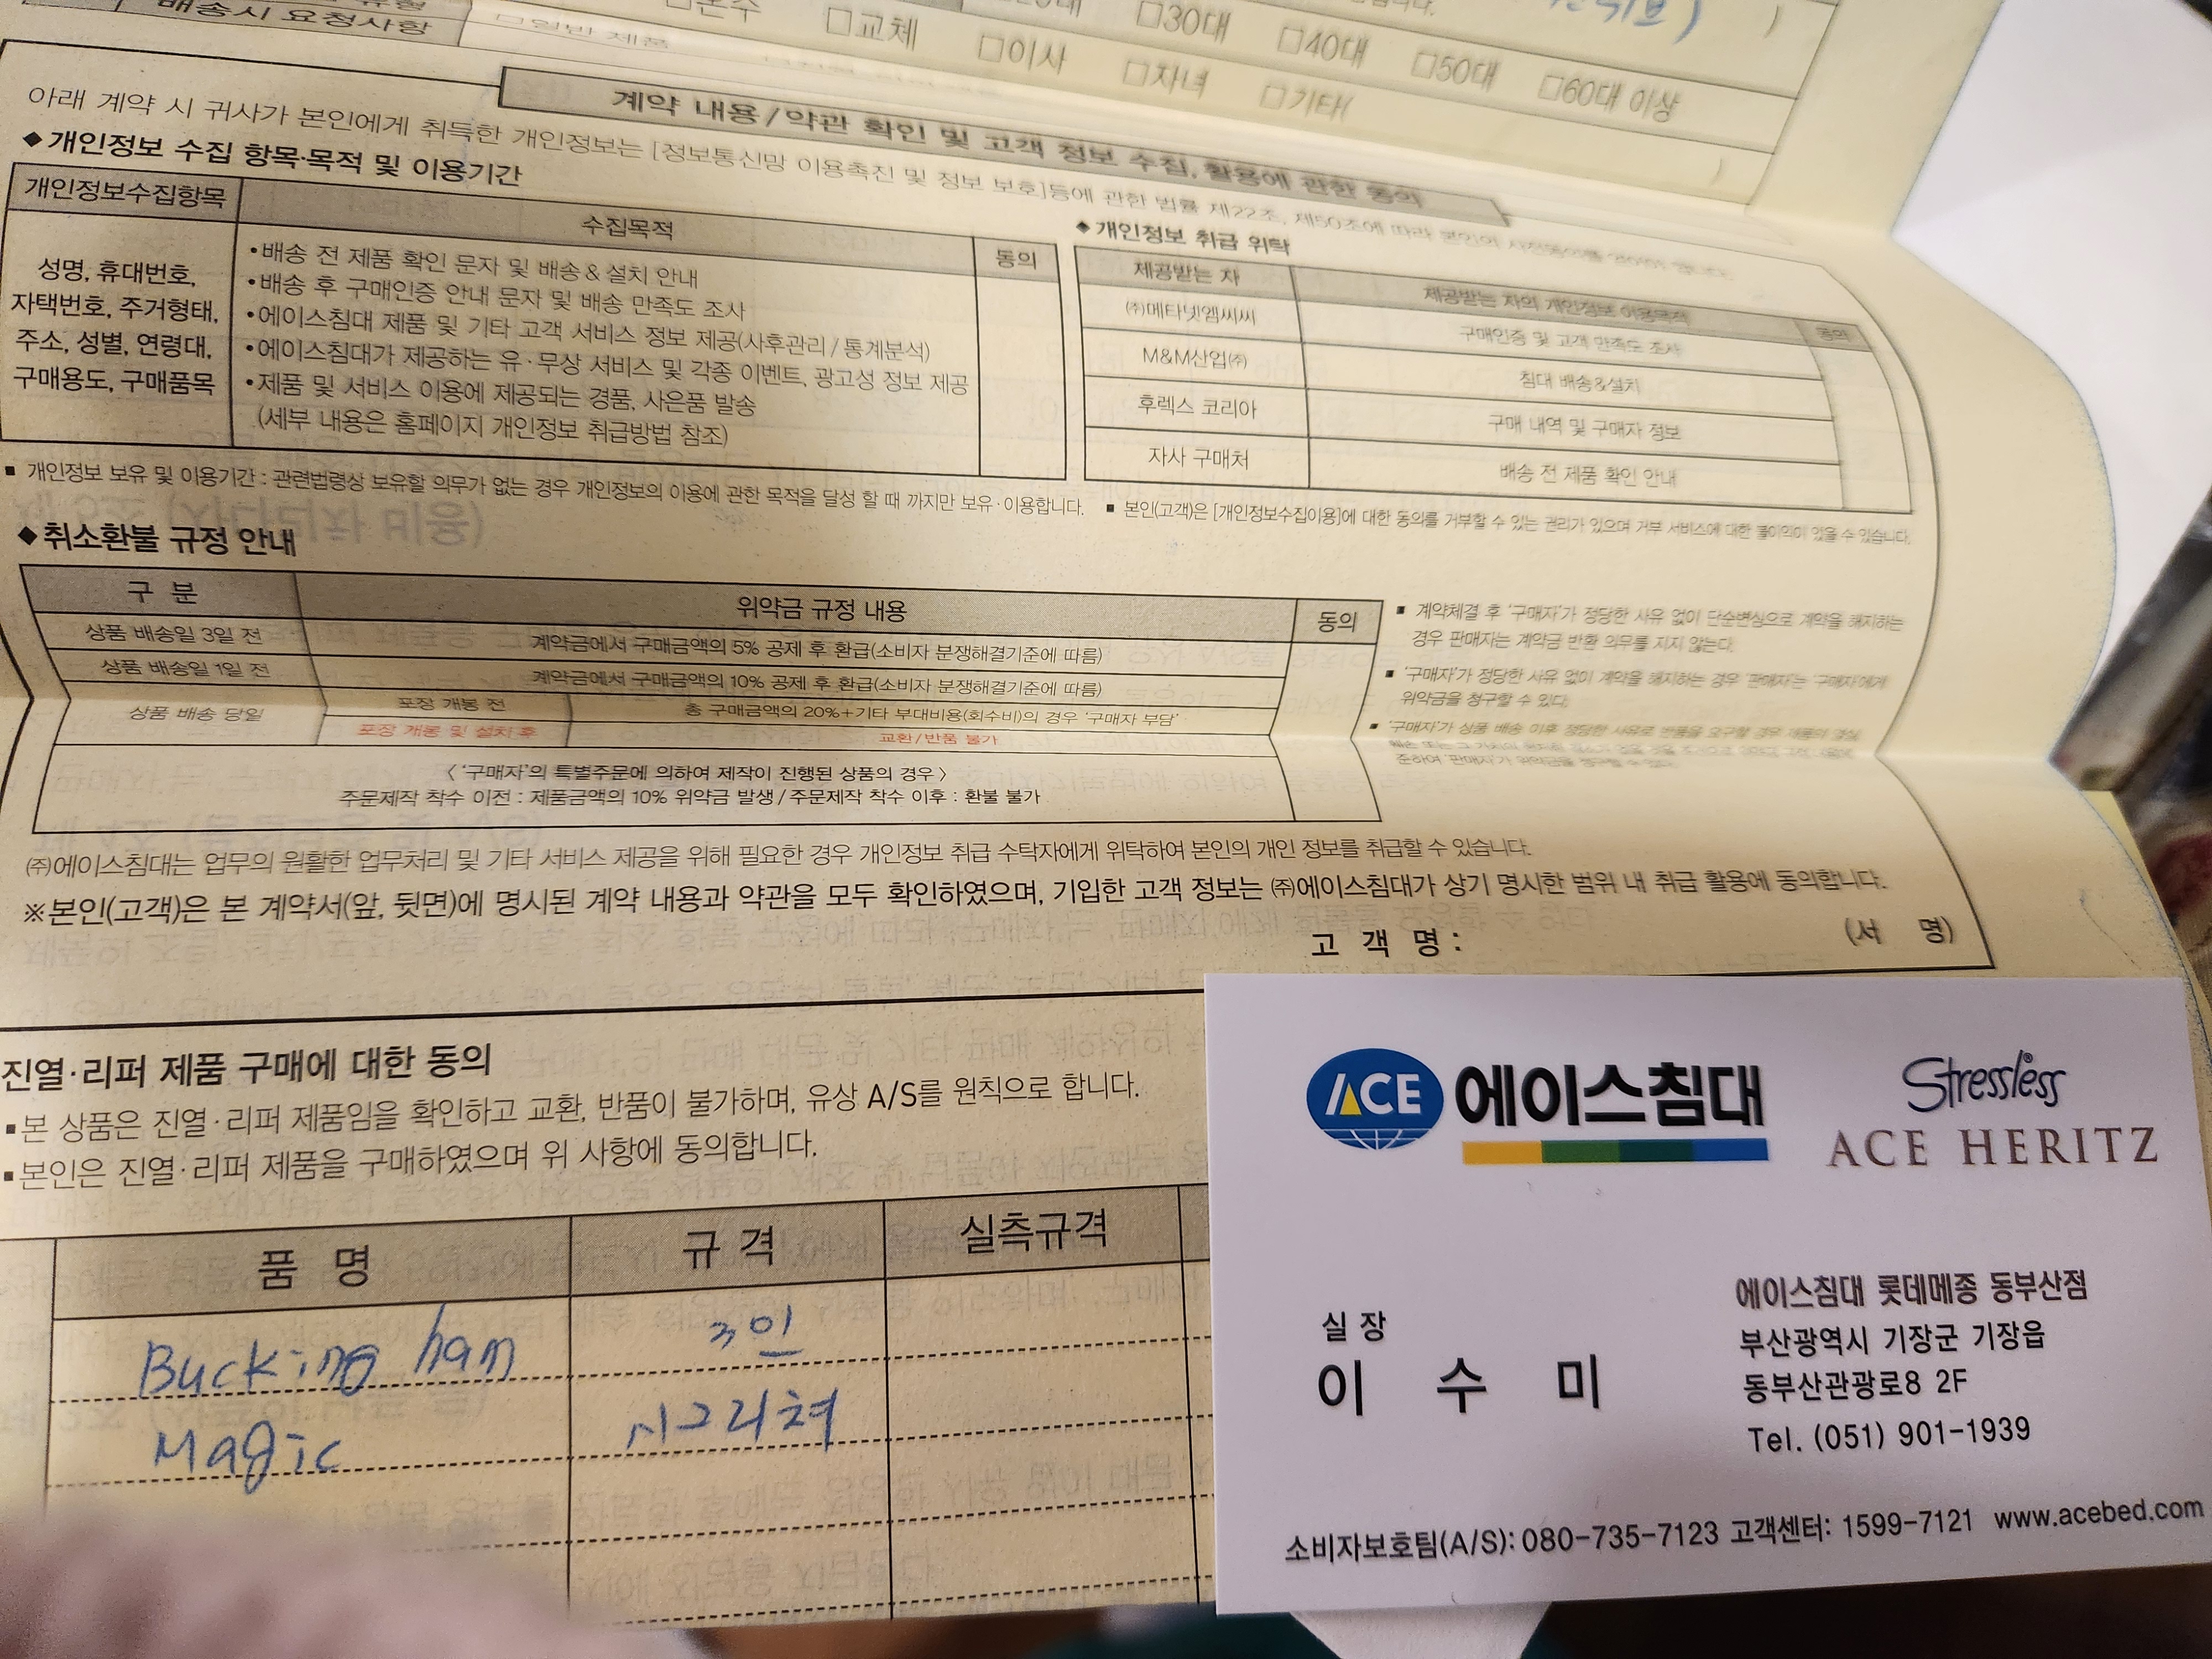 배송시 요청사항
□일반 제품
□혼수 □교체 □이사 □자녀 □기타(
□30대 □40대 □50대 □60대 이상
)
)
계약 내용/약관 확인 및 고객 정보 수집, 활용에 관한 동의
아래 계약 시 귀사가 본인에게 취득한 개인정보는 [정보통신망 이용촉진 및 정보 보호]등에 관한 법률 제22조, 제50조에 따라 본인의
◆개인정보 수집 항목·목적 및 이용기간
개인정보수집항목 수집목적 동의
성명, 휴대번호,
자택번호, 주거형태,
주소, 성별, 연령대,
구매용도, 구매품목
•배송 전 제품 확인 문자 및 배송&설치 안내
•배송 후 구매인증 안내 문자 및 배송 만족도 조사
•에이스침대 제품 및 기타 고객 서비스 정보 제공(사후관리/통계분석)
•에이스침대가 제공하는 유·무상 서비스 및 각종 이벤트, 광고성 정보 제공
•제품 및 서비스 이용에 제공되는 경품, 사은품 발송
(세부 내용은 홈페이지 개인정보 취급방법 참조)
◆개인정보 취급 위탁
제공받는 자 제공받는 자의 개인정보 이용목적 동의
㈜메타넷엠씨씨 구매인증 및 고객 만족도 조사
M&M산업㈜ 침대 배송&설치
후렉스 코리아 구매 내역 및 구매자 정보
자사 구매처 배송 전 제품 확인 안내
■ 개인정보 보유 및 이용기간 : 관련법령상 보유할 의무가 없는 경우 개인정보의 이용에 관한 목적을 달성 할 때 까지만 보유·이용합니다.
■ 본인(고객)은 [개인정보수집이용]에 대한 동의를 거부할 수 있는 권리가 있으며 거부 서비스에 대한 불이익이 있을 수 있습니다.
◆취소환불 규정 안내
구 분 위약금 규정 내용 동의
상품 배송일 3일 전 계약금에서 구매금액의 5% 공제 후 환급(소비자 분쟁해결기준에 따름)
상품 배송일 1일 전 계약금에서 구매금액의 10% 공제 후 환급(소비자 분쟁해결기준에 따름)
상품 배송 당일 포장 개봉 전 총 구매금액의 20%+기타 부대비용(회수비)의 경우 '구매자 부담'
포장 개봉 및 설치 후 교환/반품 불가
〈 '구매자'의 특별주문에 의하여 제작이 진행된 상품의 경우 〉
주문제작 착수 이전 : 제품금액의 10% 위약금 발생 / 주문제작 착수 이후 : 환불 불가
■ 계약체결 후 '구매자'가 정당한 사유 없이 단순변심으로 계약을 해지하는
경우 판매자는 계약금 반환 의무를 지지 않는다.
■ '구매자'가 정당한 사유 없이 계약을 해지하는 경우 '판매자'는 '구매자'에게
위약금을 청구할 수 있다.
■ '구매자'가 상품 배송 이후 정당한 사유로 반품을 요구할 경우 제품의
준하여 '판매자'가 위약금을 청구할 수 있다.
㈜에이스침대는 업무의 원활한 업무처리 및 기타 서비스 제공을 위해 필요한 경우 개인정보 취급 수탁자에게 위탁하여 본인의 개인 정보를 취급할 수 있습니다.
※본인(고객)은 본 계약서(앞, 뒷면)에 명시된 계약 내용과 약관을 모두 확인하였으며, 기입한 고객 정보는 ㈜에이스침대가 상기 명시한 범위 내 취급 활용에 동의합니다.
고 객 명 : (서 명)
진열·리퍼 제품 구매에 대한 동의
▪본 상품은 진열·리퍼 제품임을 확인하고 교환, 반품이 불가하며, 유상 A/S를 원칙으로 합니다.
▪본인은 진열·리퍼 제품을 구매하였으며 위 사항에 동의합니다.
품 명 규 격 실측규격
Bucking ham 3인
Magic 시그니쳐
ACE 에이스침대
Stressless
ACE HERITZ
실 장
이 수 미
에이스침대 롯데메종 동부산점
부산광역시 기장군 기장읍
동부산관광로8 2F
Tel. (051) 901-1939
소비자보호팀(A/S): 080-735-7123 고객센터: 1599-7121 www.acebed.com